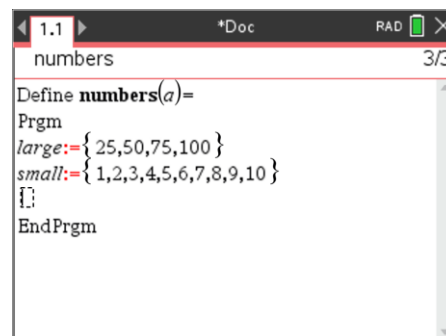 1.1 *Doc RAD
numbers 3/3
Define numbers(a)=
Prgm
large:={25,50,75,100}
small:={1,2,3,4,5,6,7,8,9,10}
EndPrgm